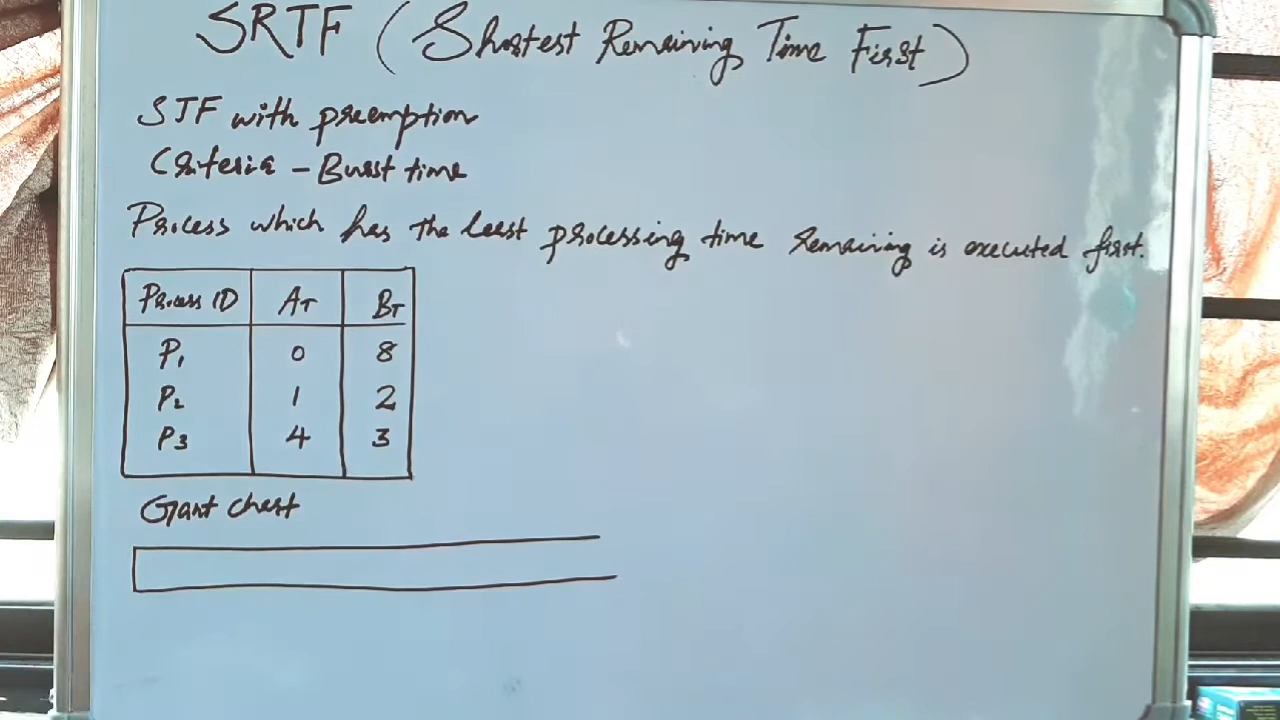 SRTF (Shortest Remaining Time First)
SJF with preemption
Criteria - Burst time
Process which has the least processing time remaining is executed first.
Process ID AT BT
P1 0 8
P2 1 2
P3 4 3
Gant chart